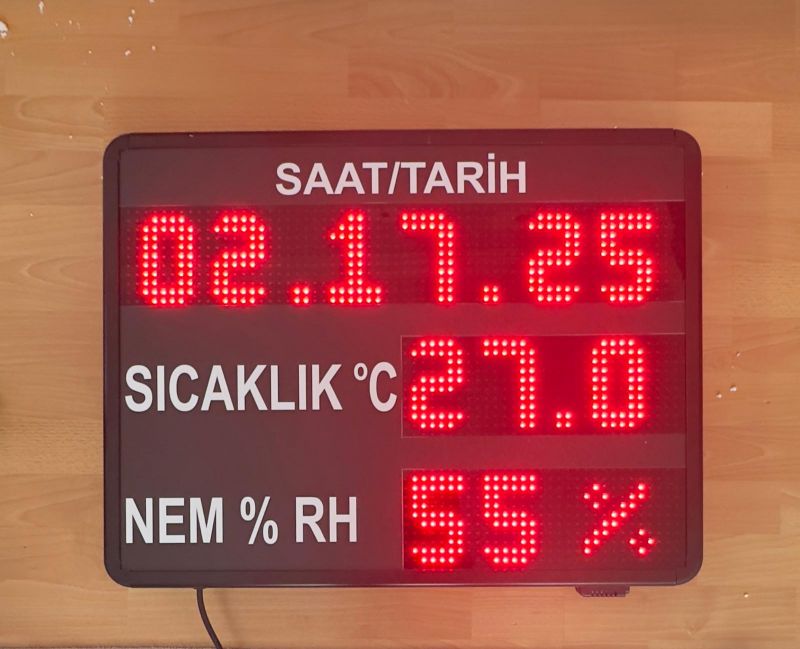 SAAT/TARİH
02.17.25
SICAKLIK °C 27.0
NEM % RH 55 %